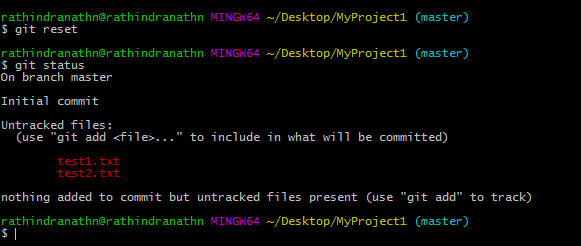 rathindranathn@rathindranathn MINGW64 ~/Desktop/MyProject1 (master)
$ git reset
rathindranathn@rathindranathn MINGW64 ~/Desktop/MyProject1 (master)
$ git status
On branch master
Initial commit
Untracked files:
(use "git add <file>..." to include in what will be committed)
test1.txt
test2.txt
nothing added to commit but untracked files present (use "git add" to track)
rathindranathn@rathindranathn MINGW64 ~/Desktop/MyProject1 (master)
$